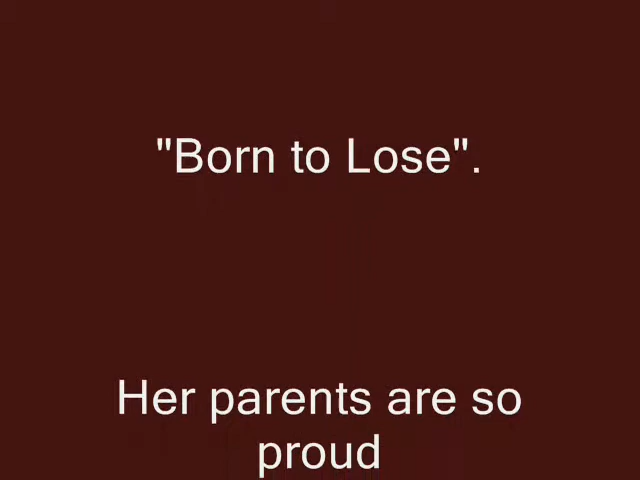 "Born to Lose".
Her parents are so
proud